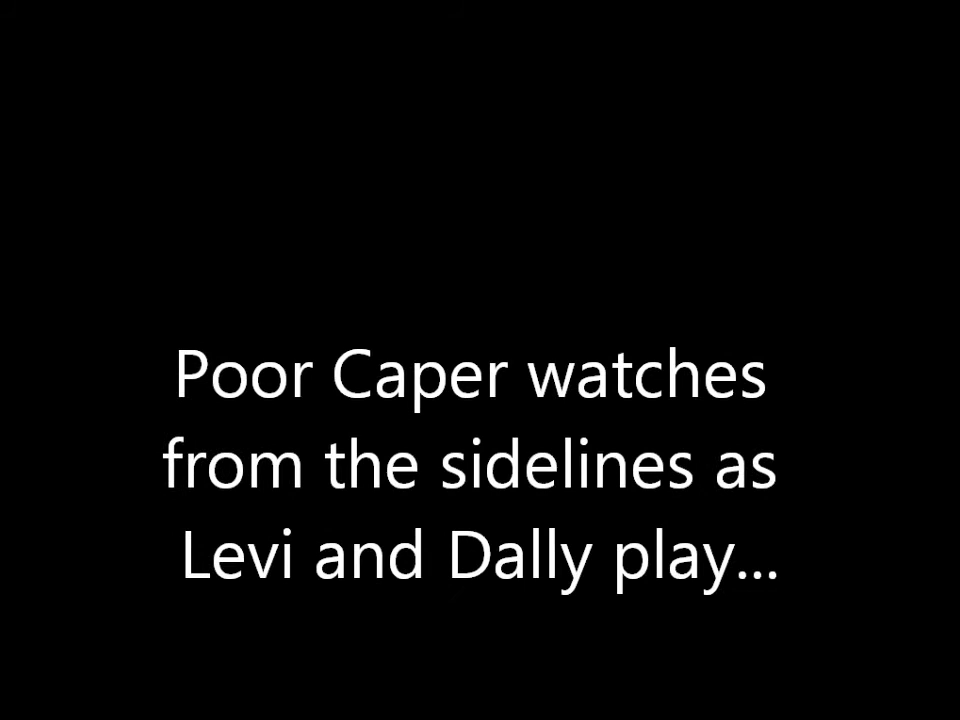 Poor Caper watches
from the sidelines as
Levi and Dally play...